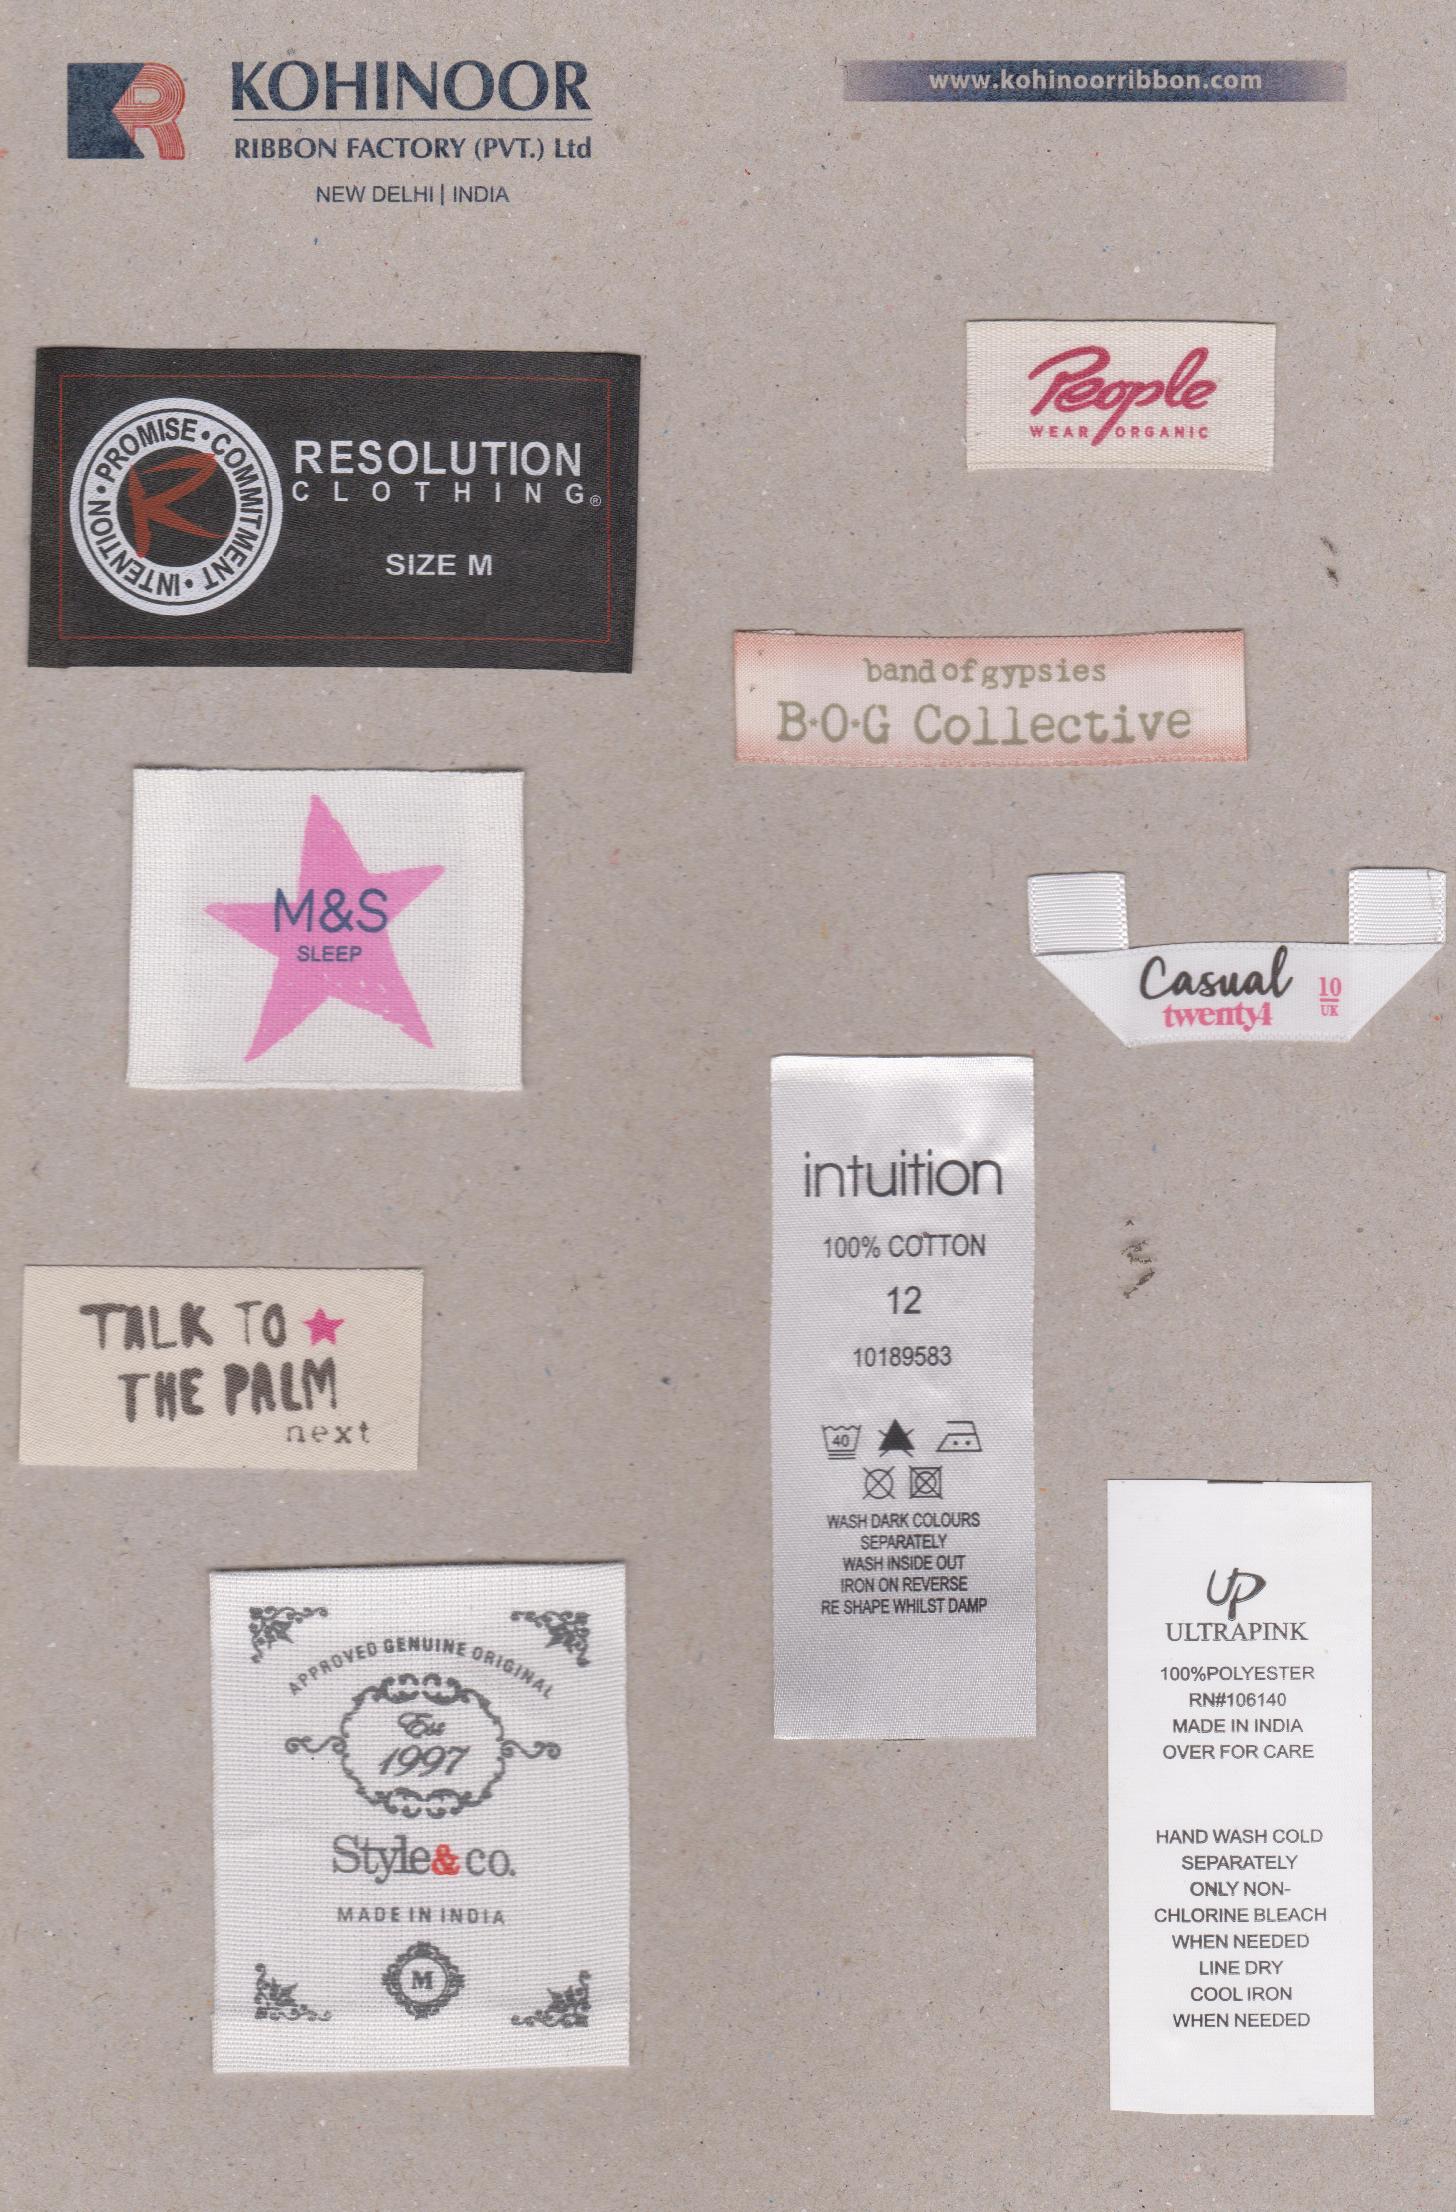 KOHINOOR
RIBBON FACTORY (PVT.) Ltd
NEW DELHI | INDIA
www.kohinoorribbon.com
PROMISE • COMMITMENT • INTENTION •
R
RESOLUTION
CLOTHING®
SIZE M
People
WEAR ORGANIC
band of gypsies
B•O•G Collective
M&S
SLEEP
Casual
twenty4
10
UK
intuition
100% COTTON
12
10189583
40
WASH DARK COLOURS
SEPARATELY
WASH INSIDE OUT
IRON ON REVERSE
RE SHAPE WHILST DAMP
TALK TO
THE PALM
next
APPROVED GENUINE ORIGINAL
Est
1997
Style&co.
MADE IN INDIA
M
UP
ULTRAPINK
100%POLYESTER
RN#106140
MADE IN INDIA
OVER FOR CARE
HAND WASH COLD
SEPARATELY
ONLY NON-
CHLORINE BLEACH
WHEN NEEDED
LINE DRY
COOL IRON
WHEN NEEDED